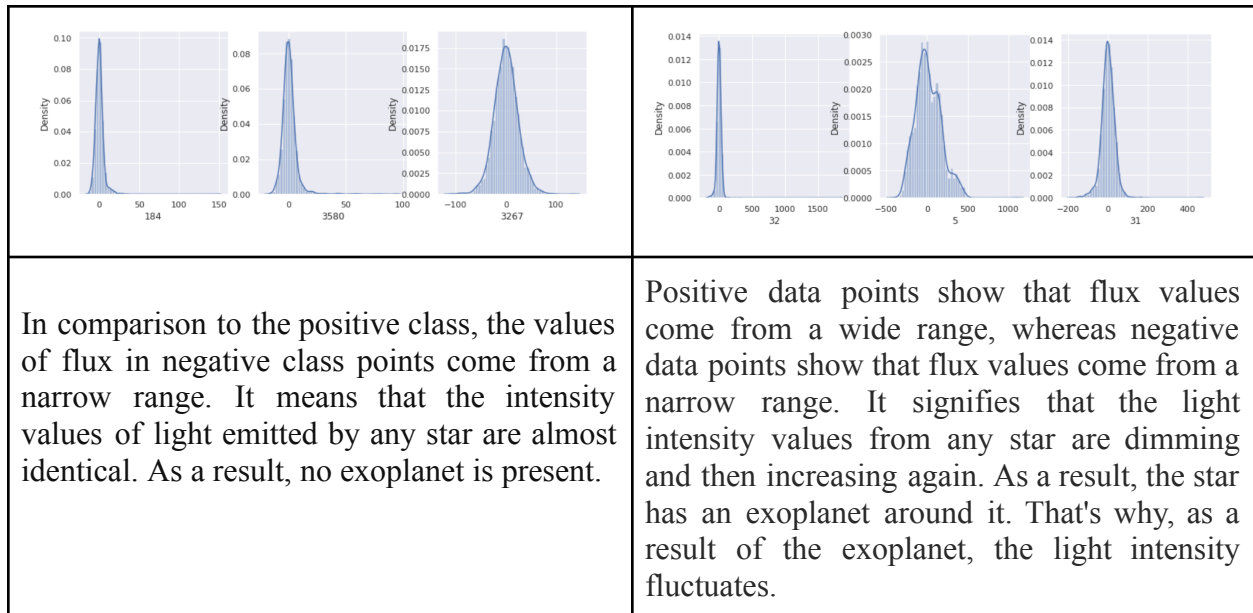 0.10
0.08
0.06
0.04
0.02
0.00
Density
0 50 100 150
184
0.08
0.06
0.04
0.02
0.00
Density
0 50 100
3580
0.0175
0.0150
0.0125
0.0100
0.0075
0.0050
0.0025
0.0000
Density
−100 0 100
3267
0.014
0.012
0.010
0.008
0.006
0.004
0.002
0.000
Density
0 500 1000 1500
32
0.0030
0.0025
0.0020
0.0015
0.0010
0.0005
0.0000
Density
−500 0 500 1000
5
0.014
0.012
0.010
0.008
0.006
0.004
0.002
0.000
Density
−200 0 200 400
31
In comparison to the positive class, the values
of flux in negative class points come from a
narrow range. It means that the intensity
values of light emitted by any star are almost
identical. As a result, no exoplanet is present.
Positive data points show that flux values
come from a wide range, whereas negative
data points show that flux values come from a
narrow range. It signifies that the light
intensity values from any star are dimming
and then increasing again. As a result, the star
has an exoplanet around it. That's why, as a
result of the exoplanet, the light intensity
fluctuates.